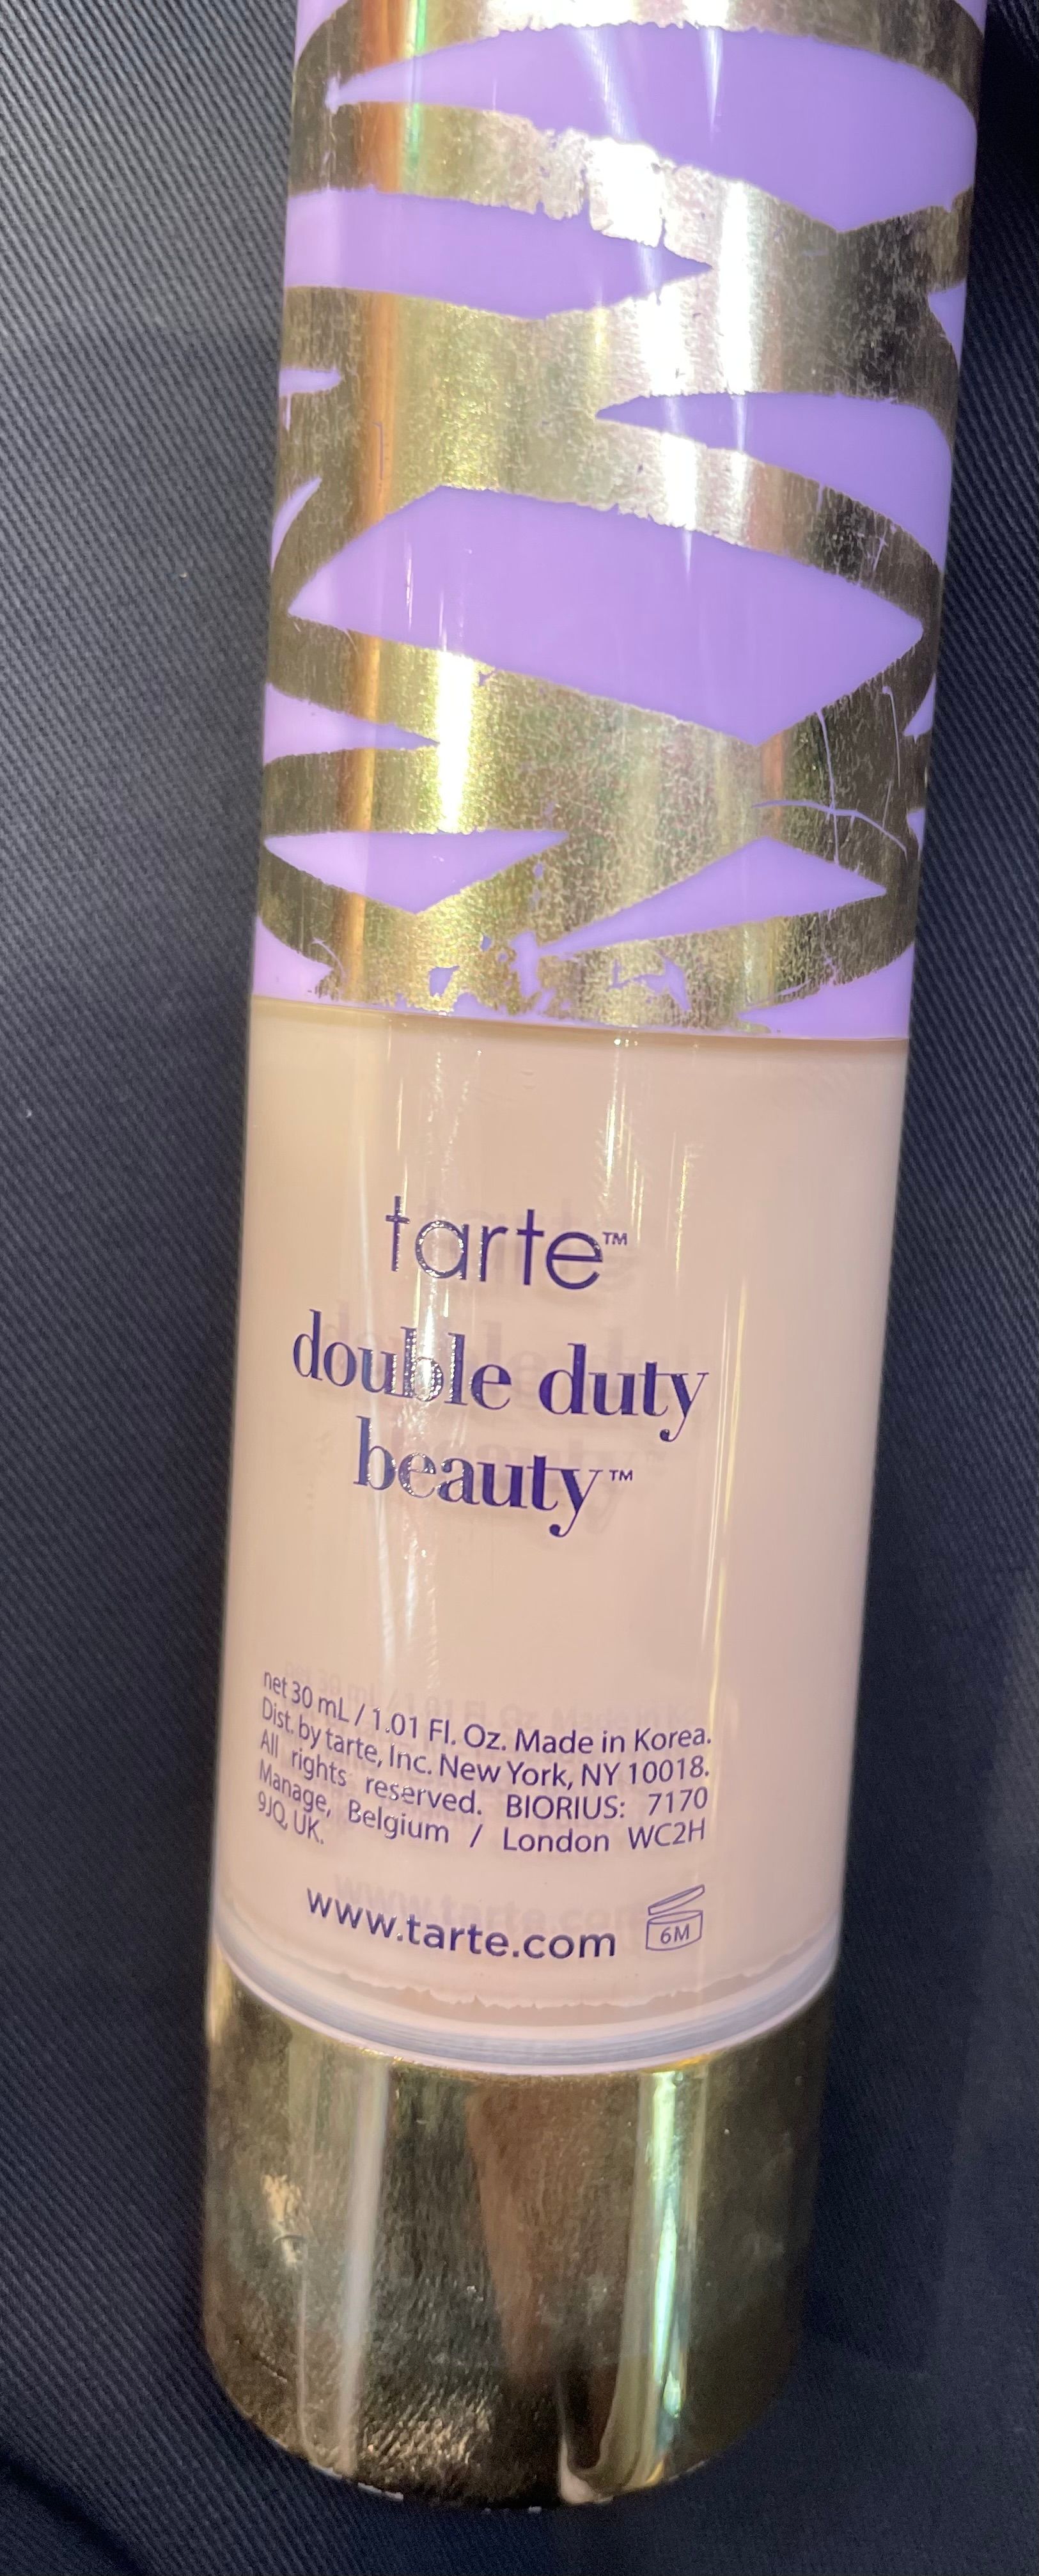 tarte™
double duty
beauty™
net 30 mL / 1.01 Fl. Oz. Made in Korea.
Dist. by tarte, Inc. New York, NY 10018.
All rights reserved. BIORIUS: 7170
Manage, Belgium / London WC2H
9JQ, UK.
www.tarte.com
6M